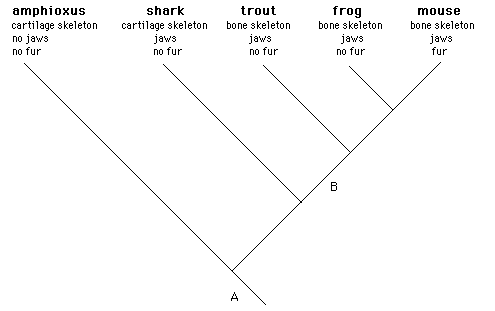 amphioxus
cartilage skeleton
no jaws
no fur
shark
cartilage skeleton
jaws
no fur
trout
bone skeleton
jaws
no fur
frog
bone skeleton
jaws
no fur
mouse
bone skeleton
jaws
fur
B
A